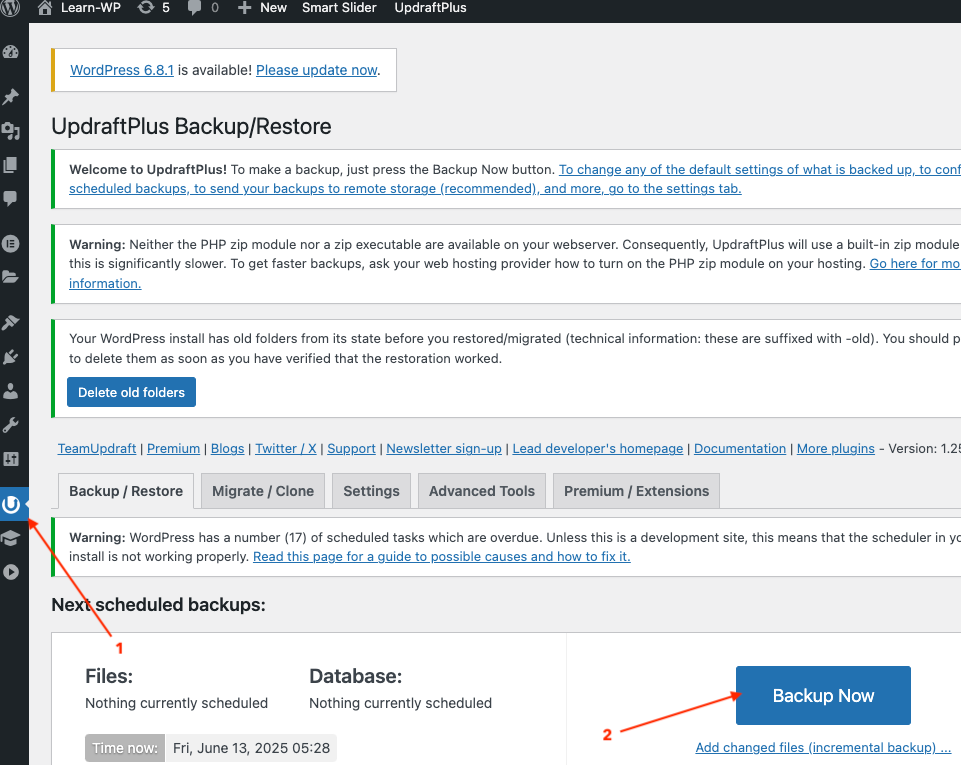 Learn-WP 5 0 New Smart Slider UpdraftPlus
WordPress 6.8.1 is available! Please update now.
UpdraftPlus Backup/Restore
Welcome to UpdraftPlus! To make a backup, just press the Backup Now button. To change any of the default settings of what is backed up, to conf
scheduled backups, to send your backups to remote storage (recommended), and more, go to the settings tab.
Warning: Neither the PHP zip module nor a zip executable are available on your webserver. Consequently, UpdraftPlus will use a built-in zip module
this is significantly slower. To get faster backups, ask your web hosting provider how to turn on the PHP zip module on your hosting. Go here for mo
information.
Your WordPress install has old folders from its state before you restored/migrated (technical information: these are suffixed with -old). You should p
to delete them as soon as you have verified that the restoration worked.
Delete old folders
TeamUpdraft | Premium | Blogs | Twitter / X | Support | Newsletter sign-up | Lead developer's homepage | Documentation | More plugins - Version: 1.25
Backup / Restore Migrate / Clone Settings Advanced Tools Premium / Extensions
Warning: WordPress has a number (17) of scheduled tasks which are overdue. Unless this is a development site, this means that the scheduler in yo
install is not working properly. Read this page for a guide to possible causes and how to fix it.
Next scheduled backups:
1
Files: Database:
Nothing currently scheduled Nothing currently scheduled
Backup Now
2
Time now: Fri, June 13, 2025 05:28
Add changed files (incremental backup) ...